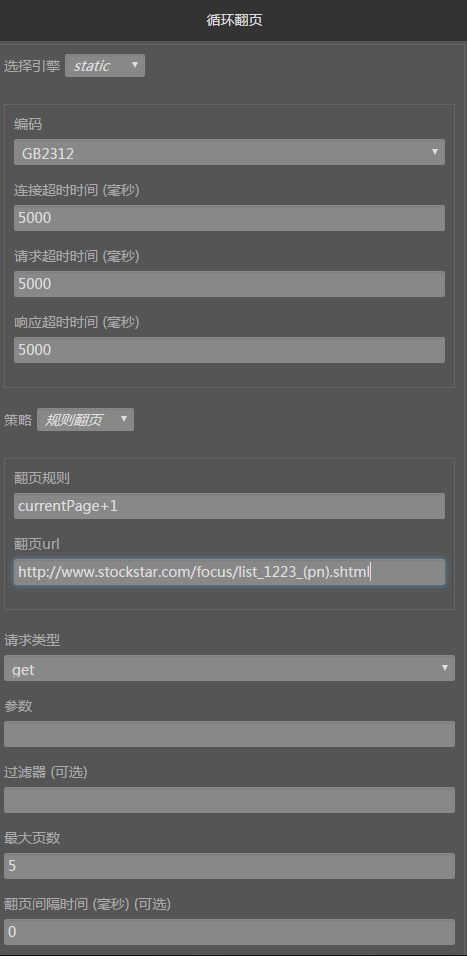 循环翻页
选择引擎 static
编码
GB2312
连接超时时间 (毫秒)
5000
请求超时时间 (毫秒)
5000
响应超时时间 (毫秒)
5000
策略 规则翻页
翻页规则
currentPage+1
翻页url
http://www.stockstar.com/focus/list_1223_(pn).shtml
请求类型
get
参数
过滤器 (可选)
最大页数
5
翻页间隔时间 (毫秒) (可选)
0